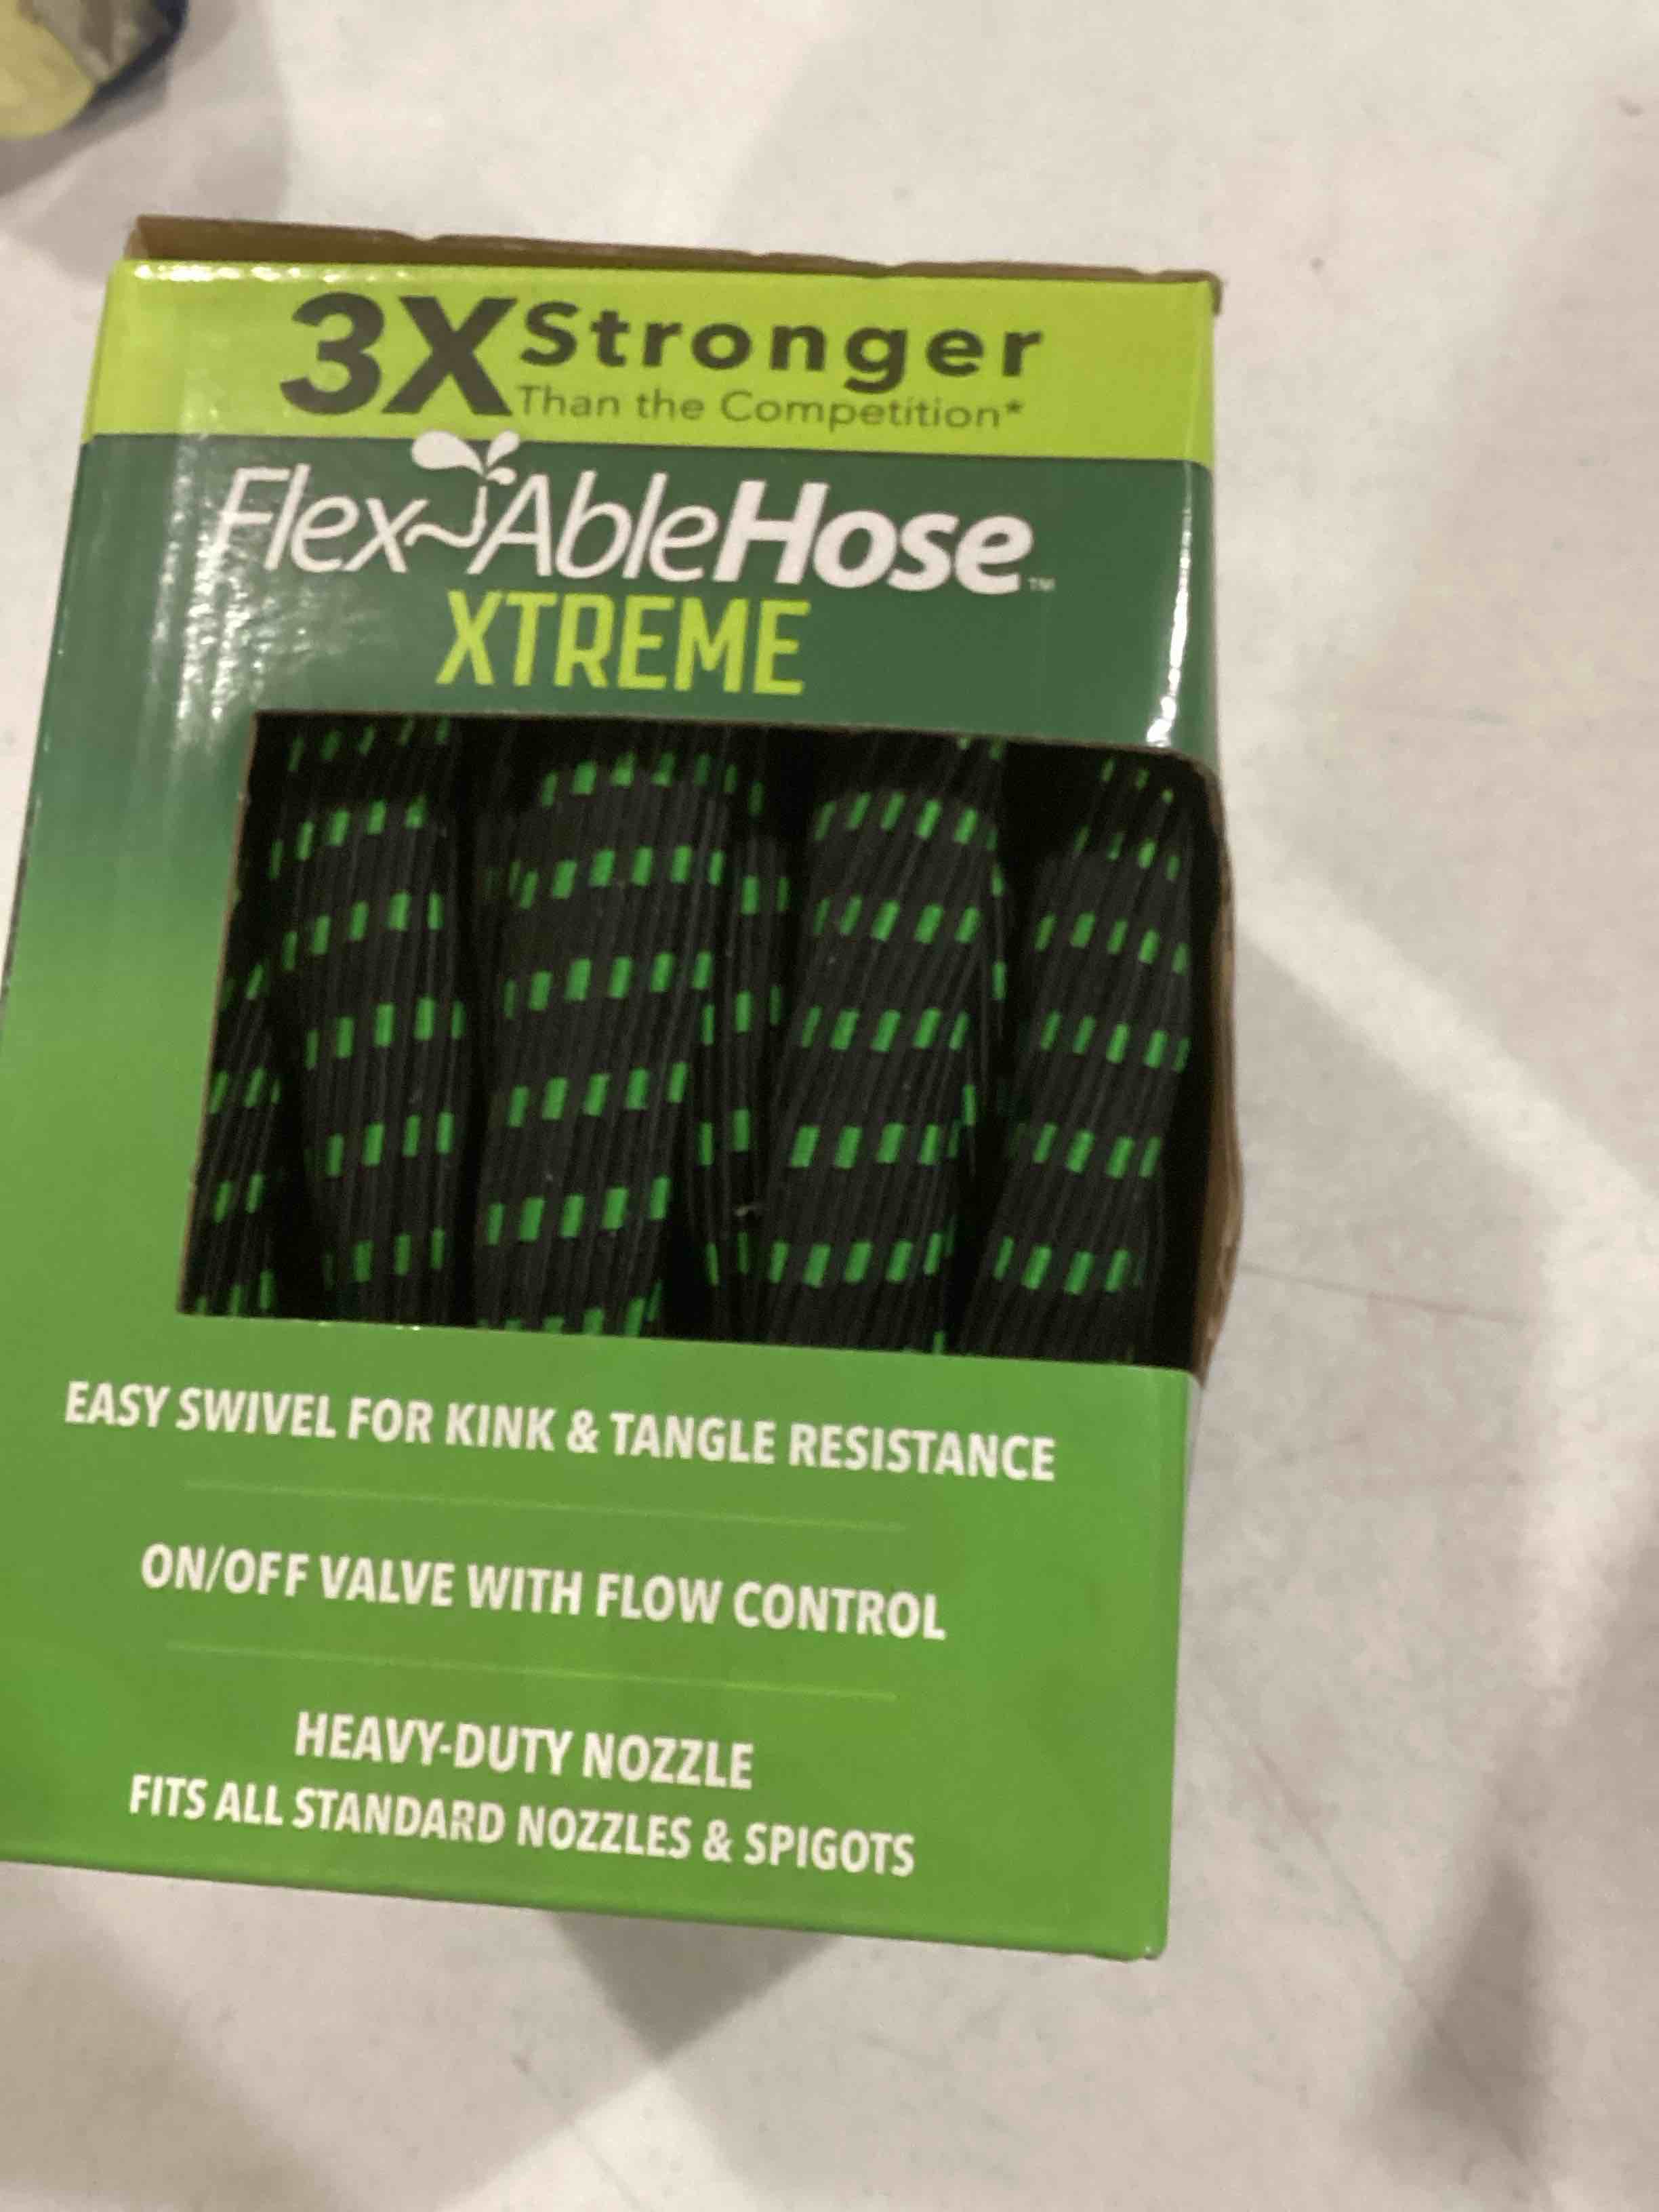 3X Stronger
Than the Competition*
Flex~AbleHose™
XTREME
EASY SWIVEL FOR KINK & TANGLE RESISTANCE
ON/OFF VALVE WITH FLOW CONTROL
HEAVY-DUTY NOZZLE
FITS ALL STANDARD NOZZLES & SPIGOTS